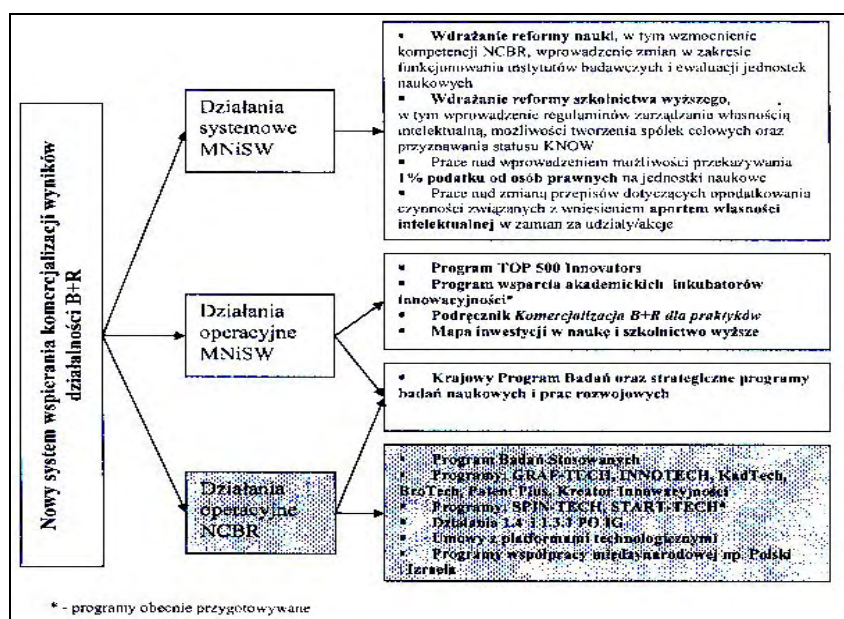 Nowy system wspierania komercjalizacji wyników
działalności B+R
Działania
systemowe
MNiSW
Działania
operacyjne
MNiSW
Działania
operacyjne
NCBR
▪ Wdrażanie reformy nauki, w tym wzmocnienie
kompetencji NCBR, wprowadzenie zmian w zakresie
funkcjonowania instytutów badawczych i ewaluacji jednostek
naukowych
▪ Wdrażanie reformy szkolnictwa wyższego,
w tym wprowadzenie regulaminów zarządzania własnością
intelektualną, możliwości tworzenia spółek celowych oraz
przyznawania statusu KNOW
▪ Prace nad wprowadzeniem możliwości przekazywania
1% podatku od osób prawnych na jednostki naukowe
▪ Prace nad zmianą przepisów dotyczących opodatkowania
czynności związanych z wniesieniem aportem własności
intelektualnej w zamian za udziały/akcje
▪ Program TOP 500 Innovators
▪ Program wsparcia akademickich inkubatorów
innowacyjności*
▪ Podręcznik Komercjalizacja B+R dla praktyków
▪ Mapa inwestycji w naukę i szkolnictwo wyższe
▪ Krajowy Program Badań oraz strategiczne programy
badań naukowych i prac rozwojowych
▪ Program Badań Stosowanych
▪ Programy: GRAF-TECH, INNOTECH, KadTech,
BroTech, Patent Plus, Kreator Innowacyjności
▪ Programy: SPIN-TECH, START-TECH*
▪ Działania 1.4 i 1.3.1 PO IG
▪ Umowy z platformami technologicznymi
▪ Programy współpracy międzynarodowej np. Polski
i Izraela
* - programy obecnie przygotowywane